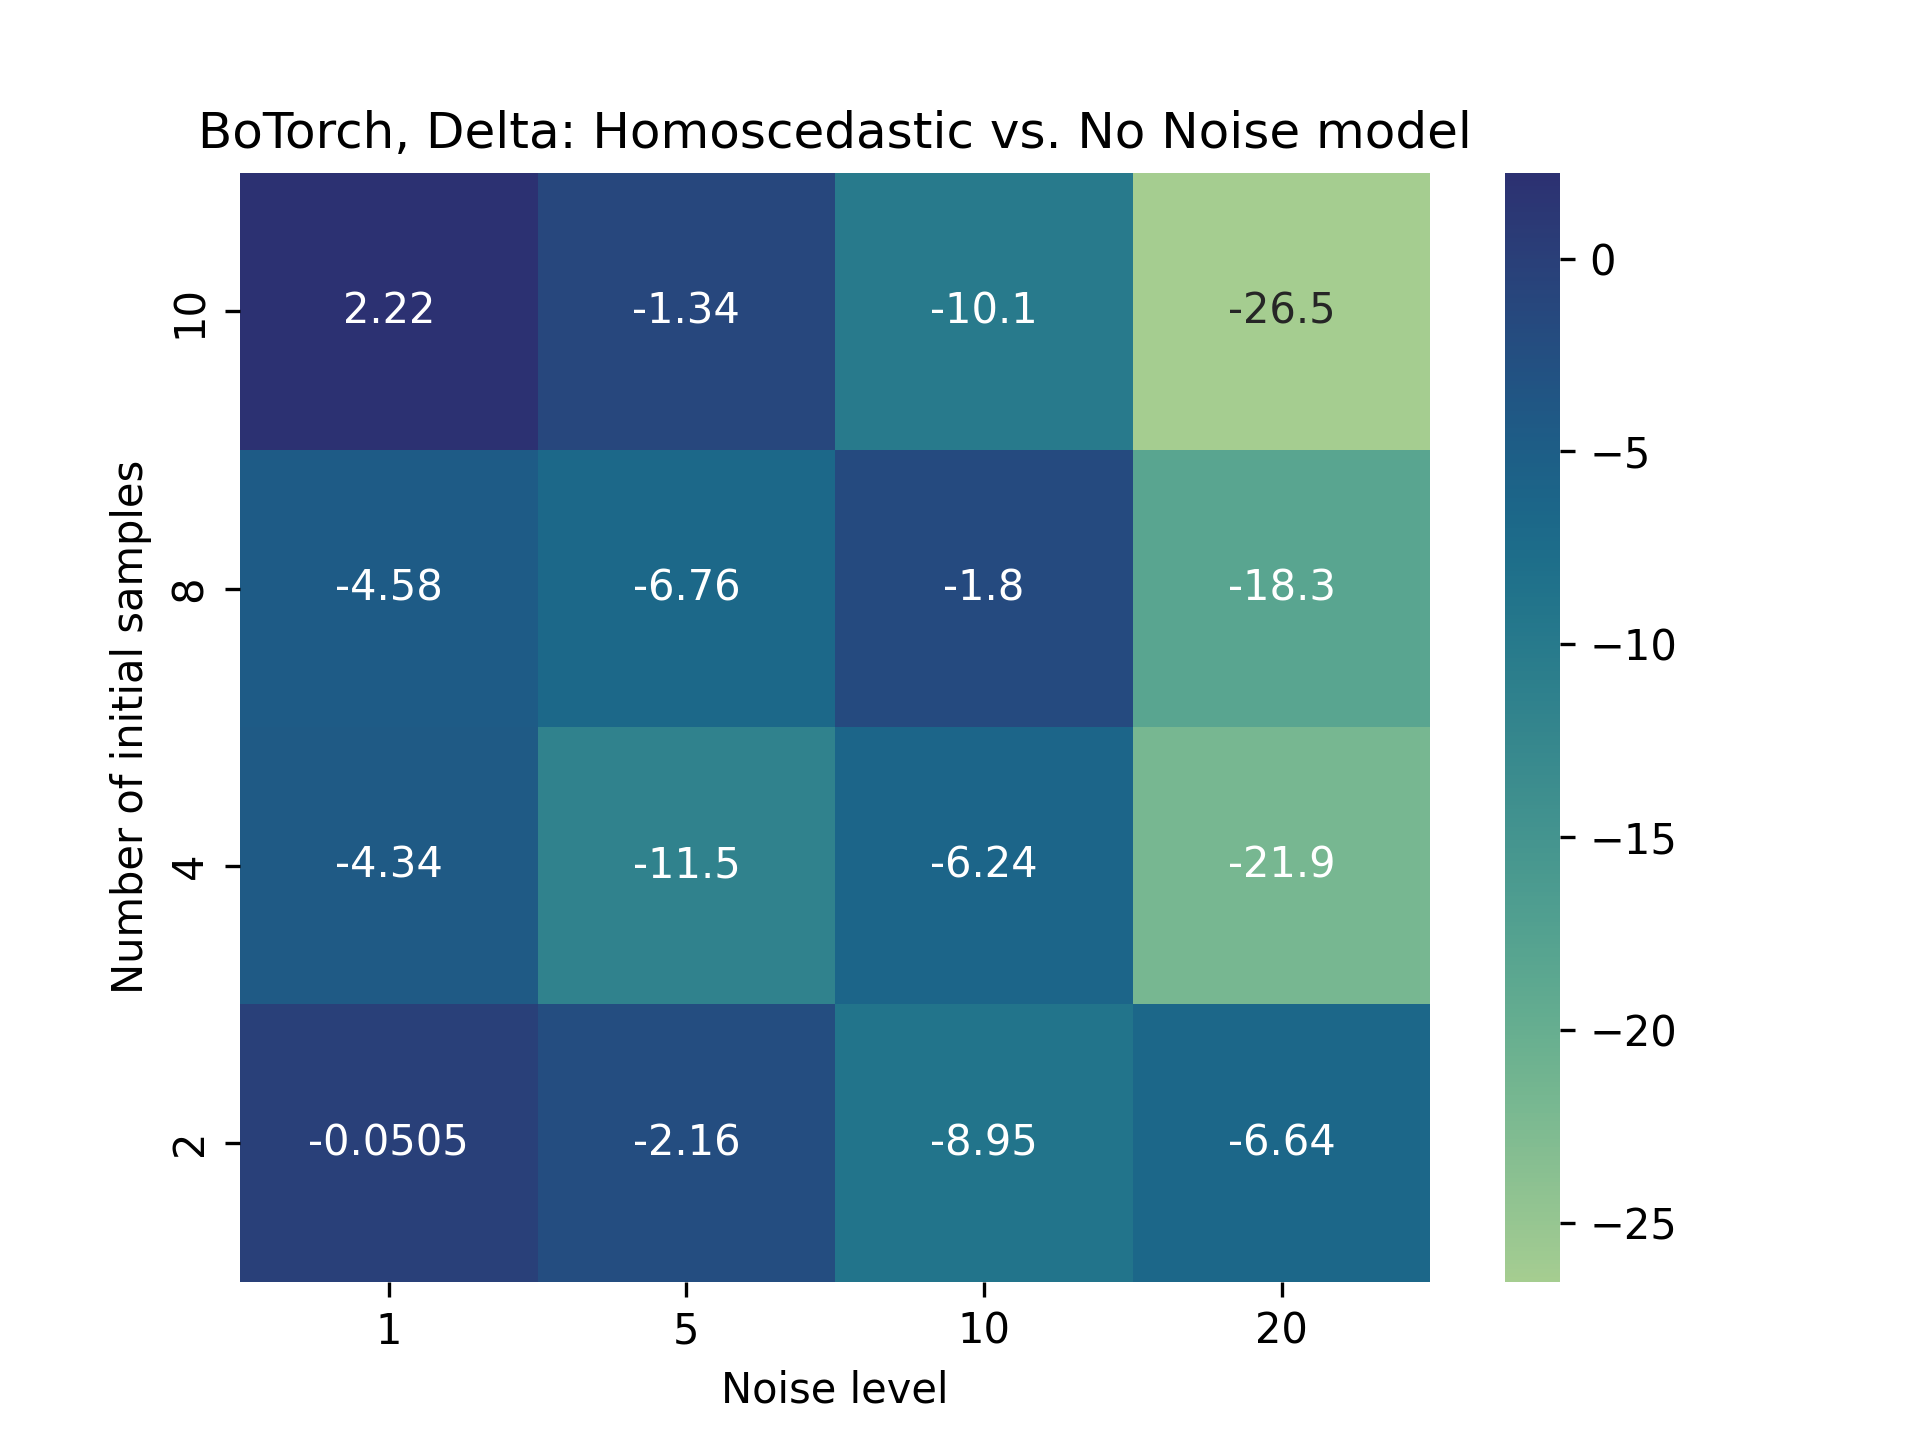 BoTorch, Delta: Homoscedastic vs. No Noise model
Number of initial samples
10
2.22 -1.34 -10.1 -26.5
8
-4.58 -6.76 -1.8 -18.3
4
-4.34 -11.5 -6.24 -21.9
2
-0.0505 -2.16 -8.95 -6.64
1 5 10 20
Noise level
0
−5
−10
−15
−20
−25